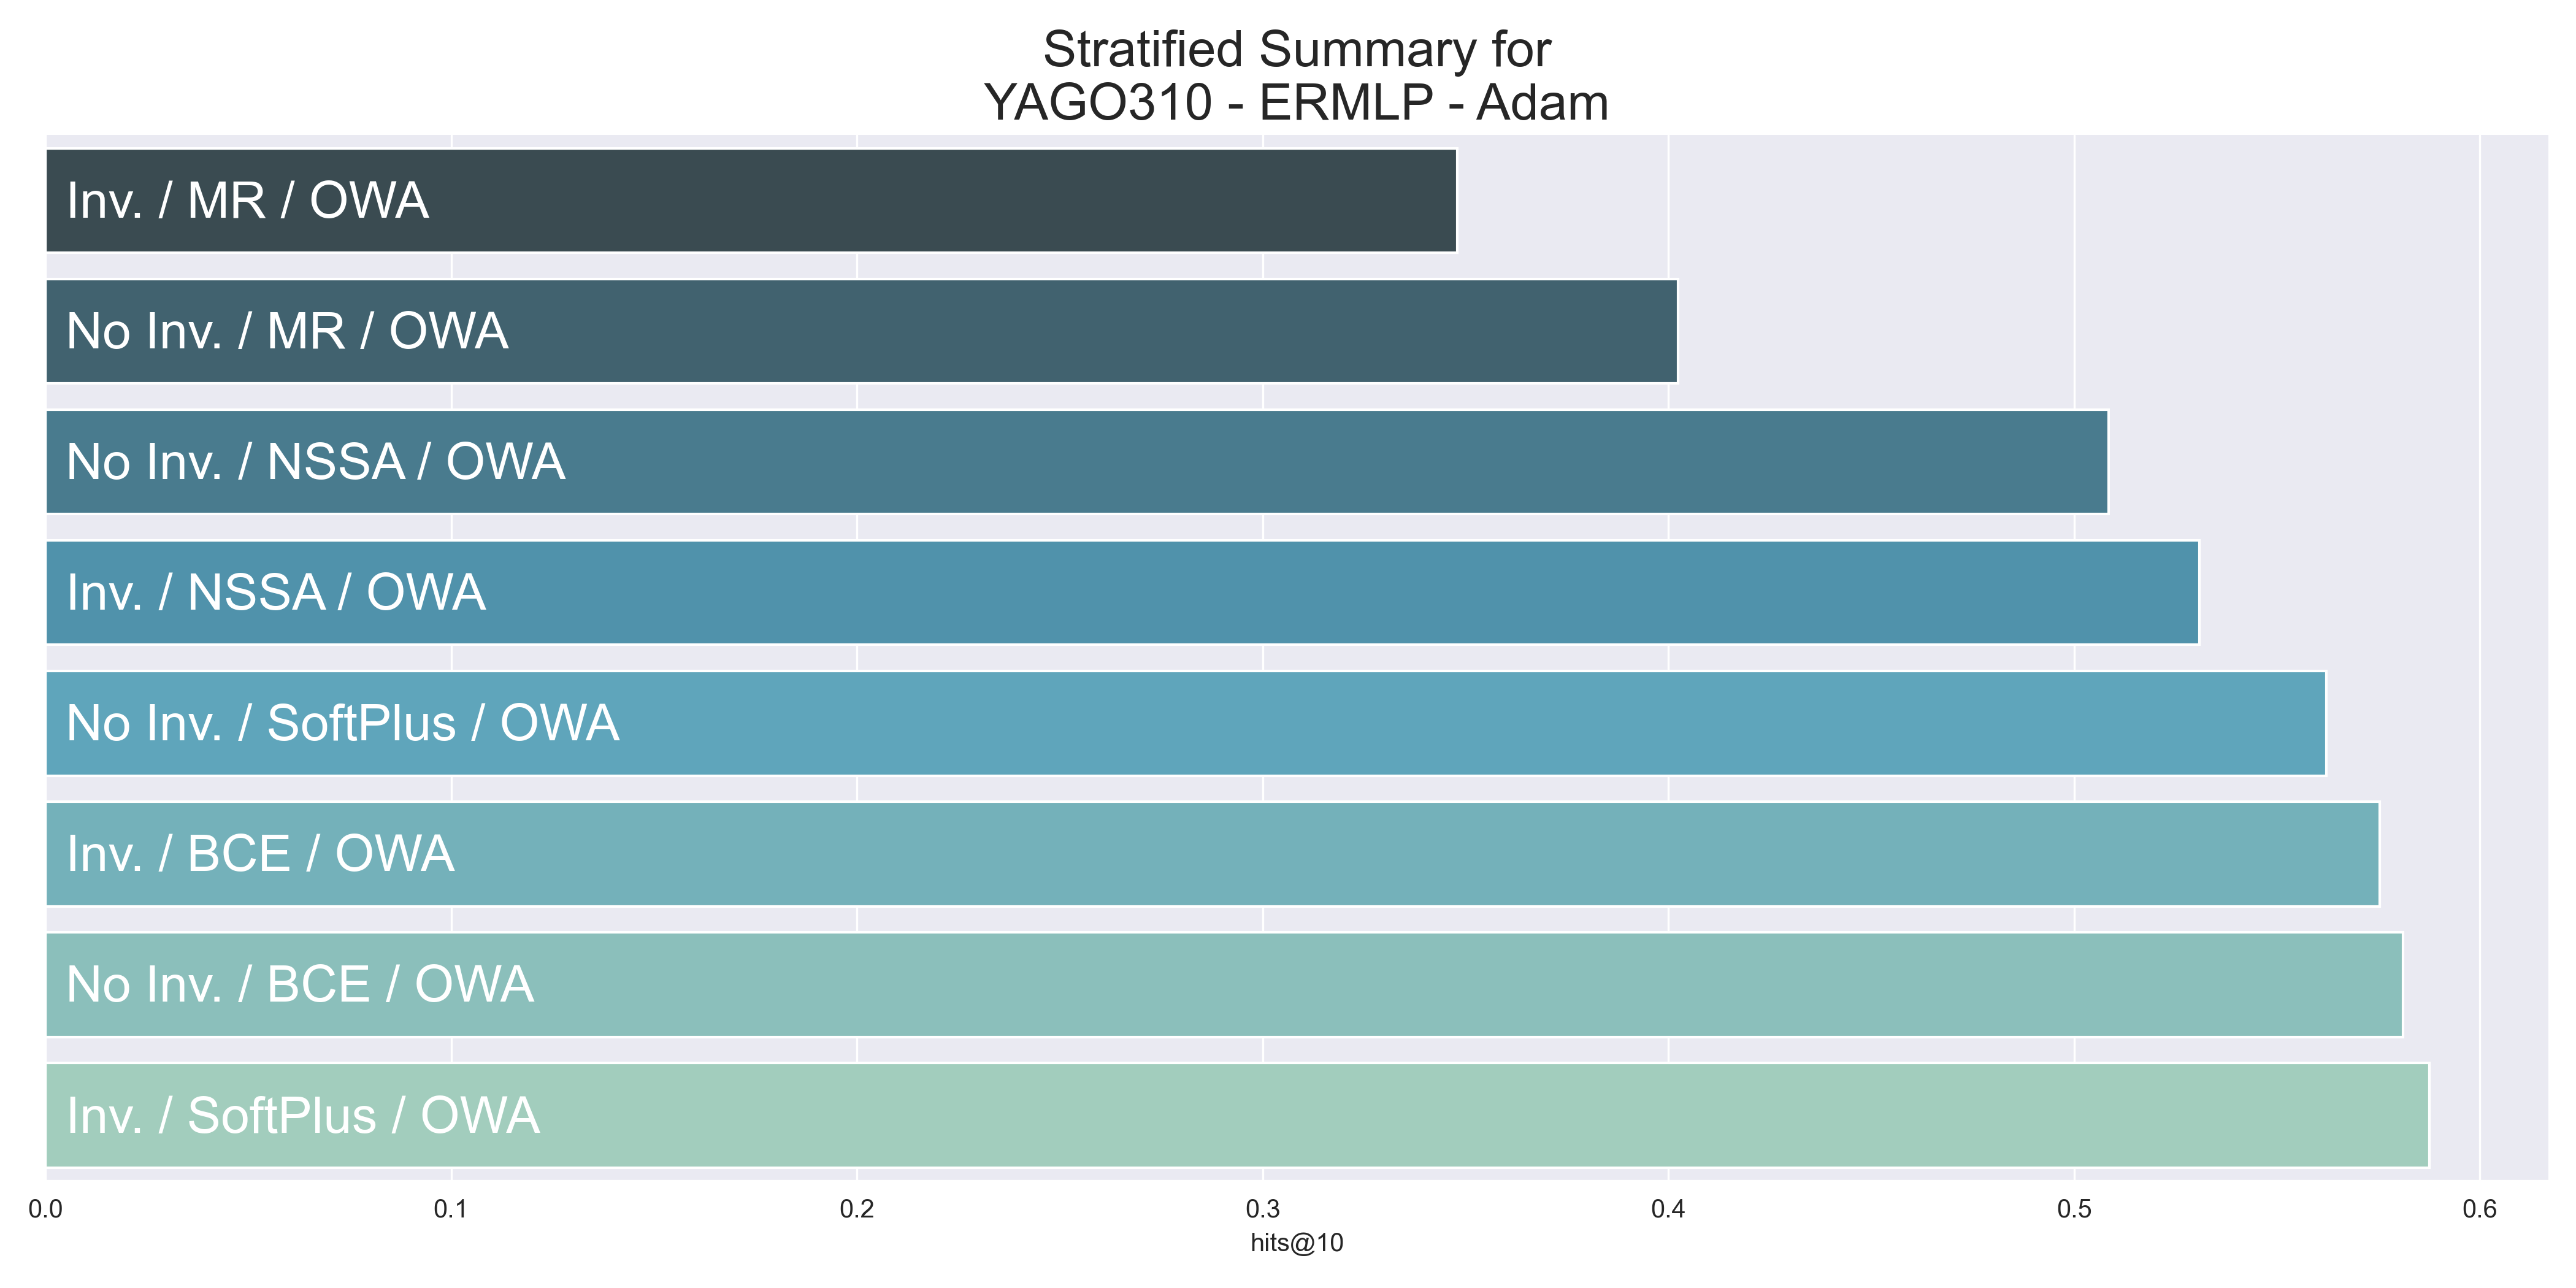 Stratified Summary for
YAGO310 - ERMLP - Adam
Inv. / MR / OWA
No Inv. / MR / OWA
No Inv. / NSSA / OWA
Inv. / NSSA / OWA
No Inv. / SoftPlus / OWA
Inv. / BCE / OWA
No Inv. / BCE / OWA
Inv. / SoftPlus / OWA
0.0 0.1 0.2 0.3 0.4 0.5 0.6
hits@10